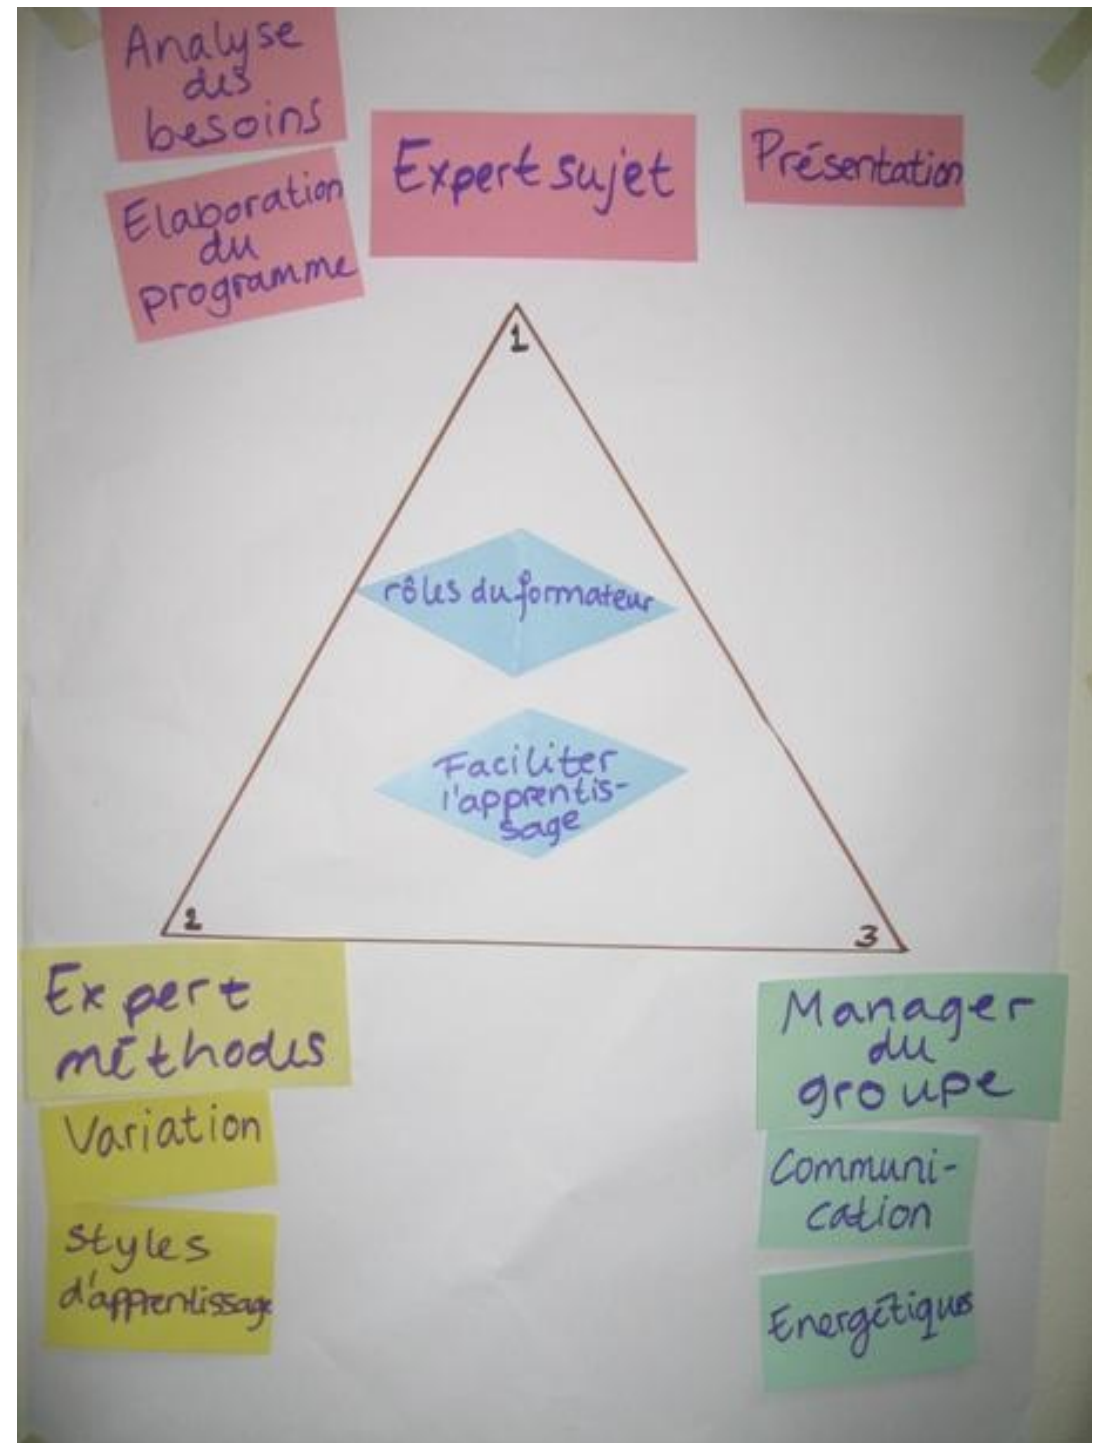 Analyse
des
besoins
Elaboration
du
programme
Expert sujet
Présentation
1
rôles du formateur
Faciliter
l'apprentis-
sage
2
3
Expert
méthodes
Variation
styles
d'apprentissage
Manager
du
groupe
Communi-
cation
Energétiques